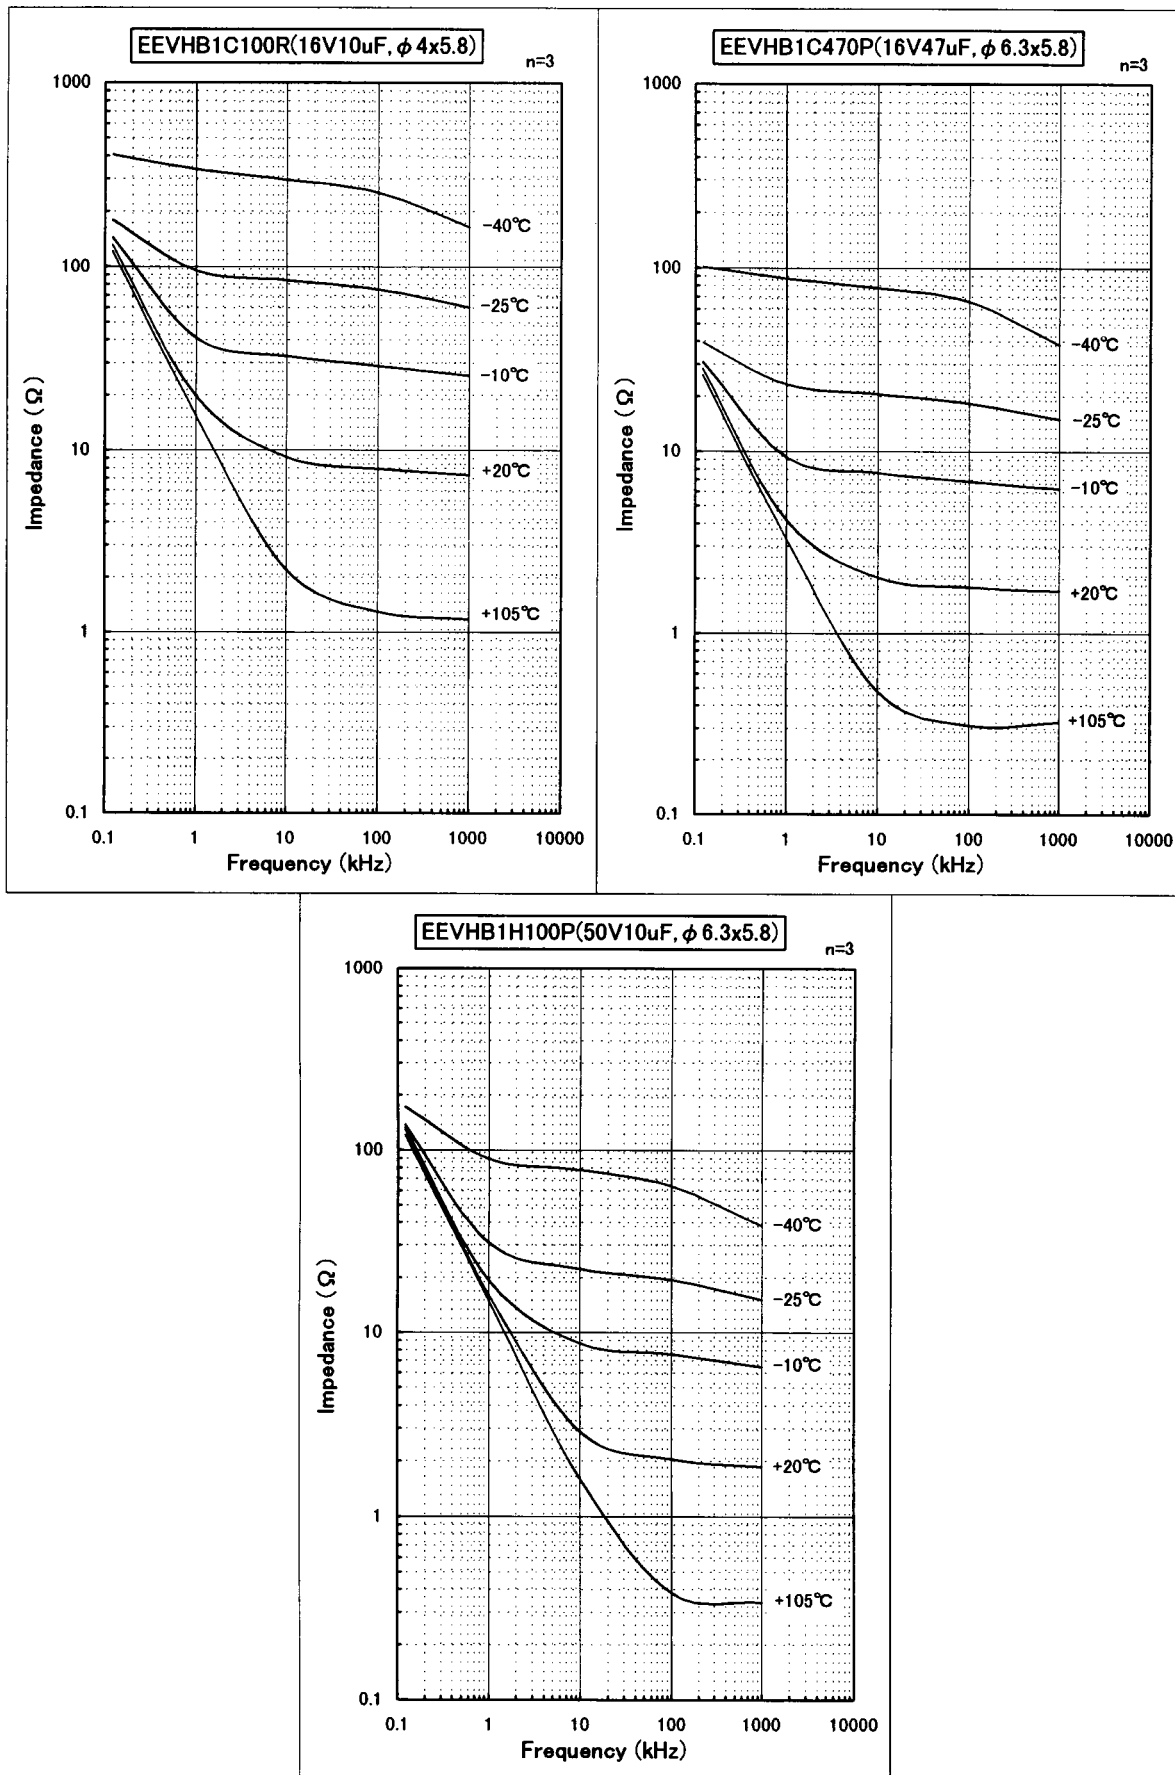 EEVHB1C100R(16V10uF, φ 4x5.8)
n=3
1000
100
10
1
0.1
Impedance (Ω)
-40℃
-25℃
-10℃
+20℃
+105℃
0.1 1 10 100 1000 10000
Frequency (kHz)
EEVHB1C470P(16V47uF, φ 6.3x5.8)
n=3
1000
100
10
1
0.1
Impedance (Ω)
-40℃
-25℃
-10℃
+20℃
+105℃
0.1 1 10 100 1000 10000
Frequency (kHz)
EEVHB1H100P(50V10uF, φ 6.3x5.8)
n=3
1000
100
10
1
0.1
Impedance (Ω)
-40℃
-25℃
-10℃
+20℃
+105℃
0.1 1 10 100 1000 10000
Frequency (kHz)